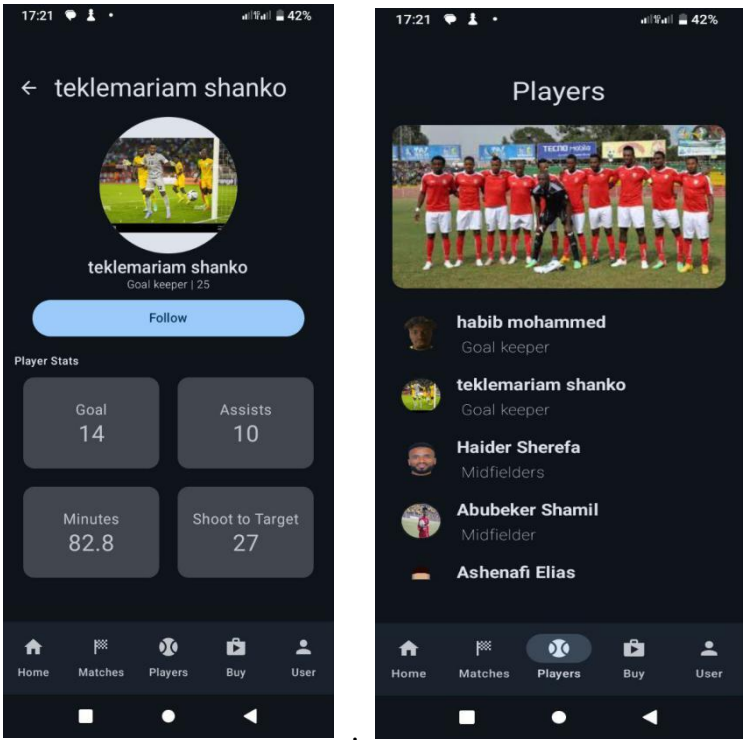 17:21
42%
← teklemariam shanko
teklemariam shanko
Goal keeper | 25
Follow
Player Stats
Goal
14
Assists
10
Minutes
82.8
Shoot to Target
27
Home Matches Players Buy User
17:21
42%
Players
TECNO mobile
habib mohammed
Goal keeper
teklemariam shanko
Goal keeper
Haider Sherefa
Midfielders
Abubeker Shamil
Midfielder
Ashenafi Elias
Home Matches Players Buy User